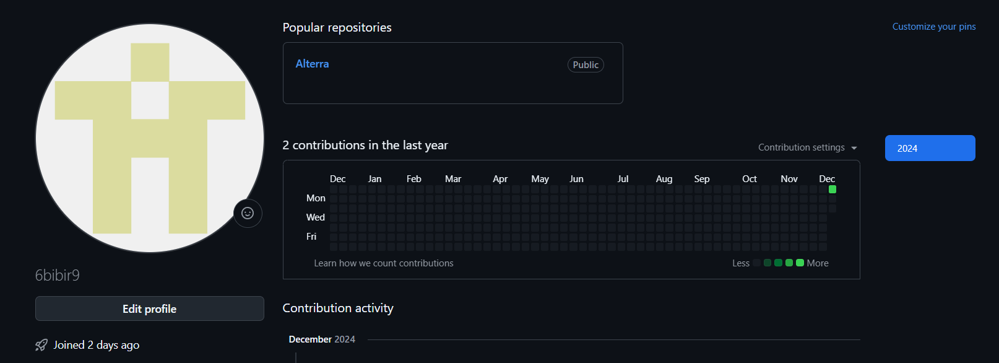 Popular repositories
Customize your pins
Alterra
Public
2 contributions in the last year
Contribution settings
2024
Dec Jan Feb Mar Apr May Jun Jul Aug Sep Oct Nov Dec
Mon
Wed
Fri
Learn how we count contributions
Less More
6bibir9
Edit profile
Joined 2 days ago
Contribution activity
December 2024